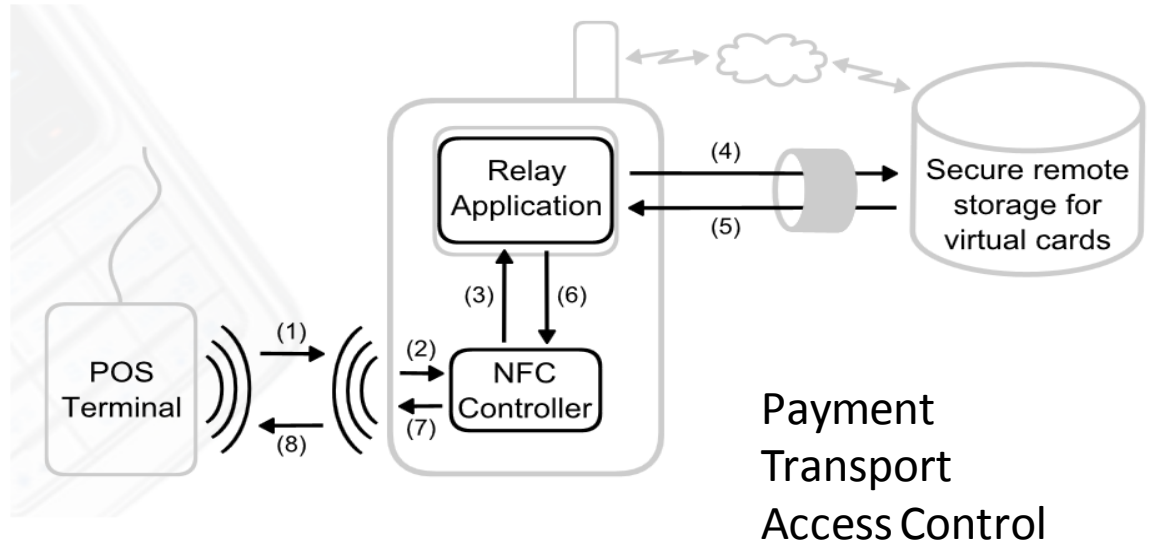 (4)
Relay
Application
Secure remote
storage for
virtual cards
(5)
(3)
(6)
(1)
(2)
POS
Terminal
NFC
Controller
(7)
(8)
Payment
Transport
Access Control